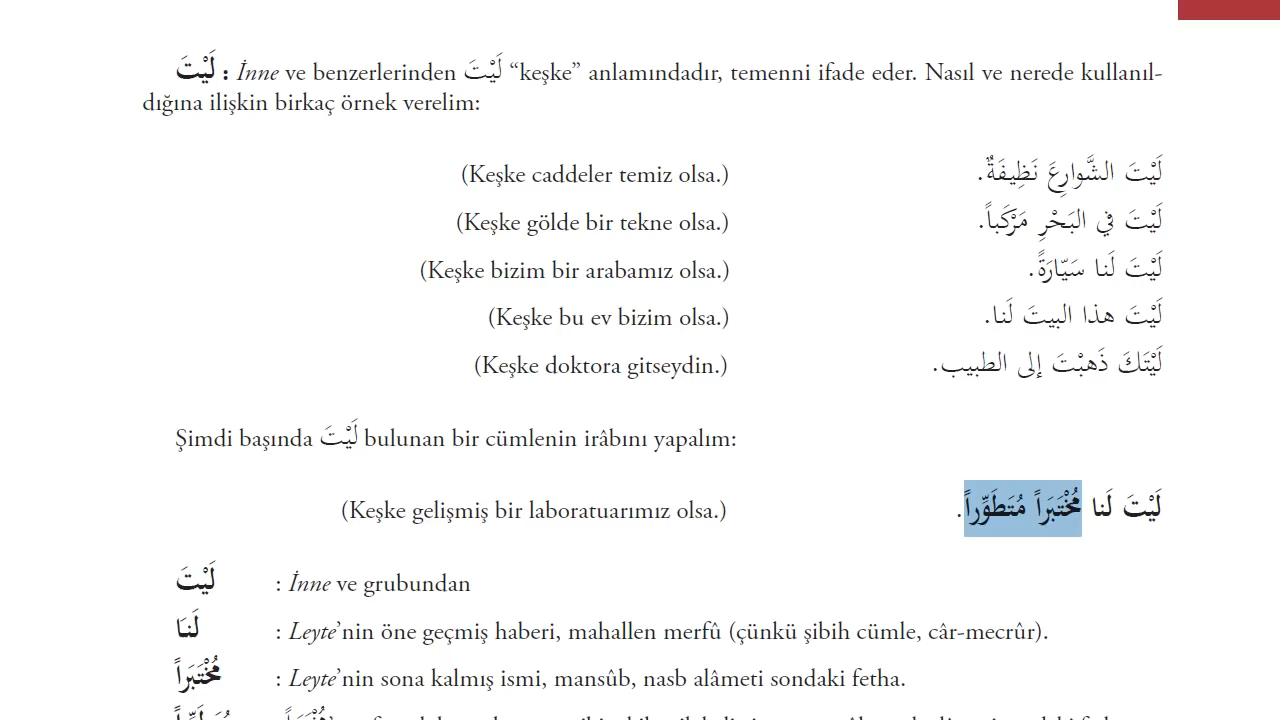 لَيْتَ : İnne ve benzerlerinden لَيْتَ “keşke” anlamındadır, temenni ifade eder. Nasıl ve nerede kullanıl-
dığına ilişkin birkaç örnek verelim:
(Keşke caddeler temiz olsa.) لَيْتَ الشَّوارِعَ نَظِيفَةٌ.
(Keşke gölde bir tekne olsa.) لَيْتَ في البَحْرِ مَرْكَباً.
(Keşke bizim bir arabamız olsa.) لَيْتَ لَنا سَيّارَةً.
(Keşke bu ev bizim olsa.) لَيْتَ هذا البيتَ لَنا.
(Keşke doktora gitseydin.) لَيْتَكَ ذَهبْتَ إلى الطبيب.
Şimdi başında لَيْتَ bulunan bir cümlenin irâbını yapalım:
(Keşke gelişmiş bir laboratuarımız olsa.) لَيْتَ لَنا مُخْتَبَراً مُتَطَوِّراً.
لَيْتَ : İnne ve grubundan
لَنَا : Leyte’nin öne geçmiş haberi, mahallen merfû (çünkü şibih cümle, câr-mecrûr).
مُخْتَبَراً : Leyte’nin sona kalmış ismi, mansûb, nasb alâmeti sondaki fetha.